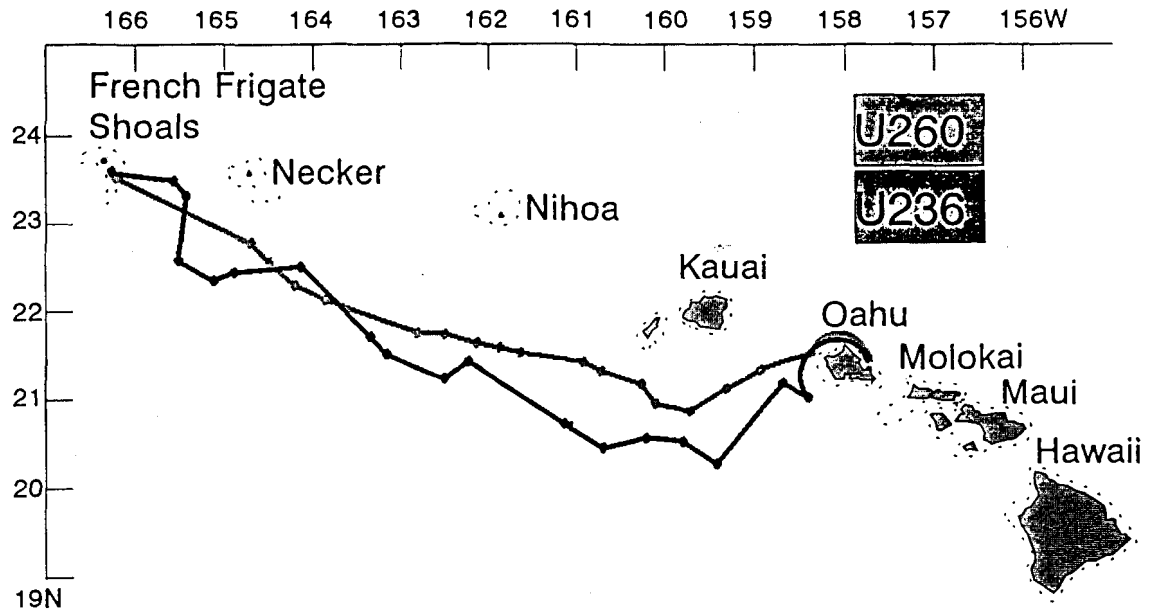 166 165 164 163 162 161 160 159 158 157 156W
French Frigate
Shoals
24
U260
Necker
U236
Nihoa
23
Kauai
22
Oahu
Molokai
21
Maui
Hawaii
20
19N